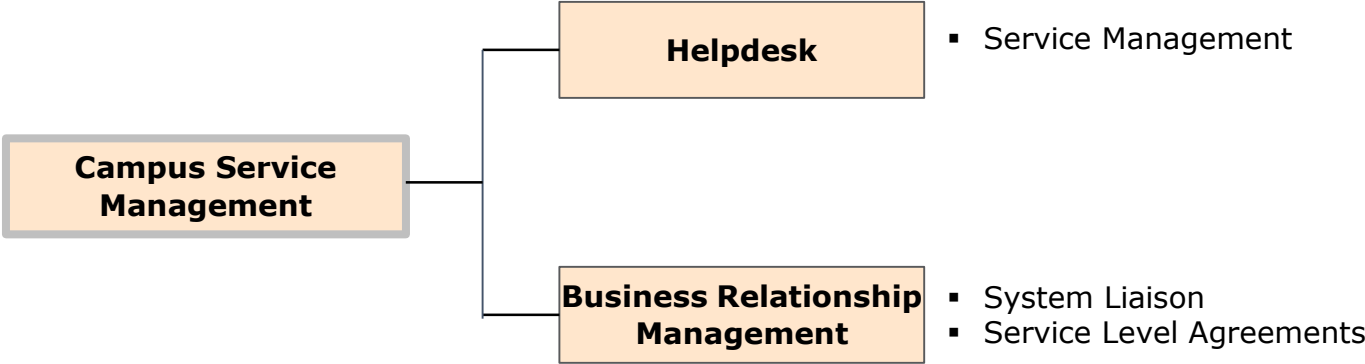 Helpdesk
▪ Service Management
Campus Service
Management
Business Relationship
Management
▪ System Liaison
▪ Service Level Agreements